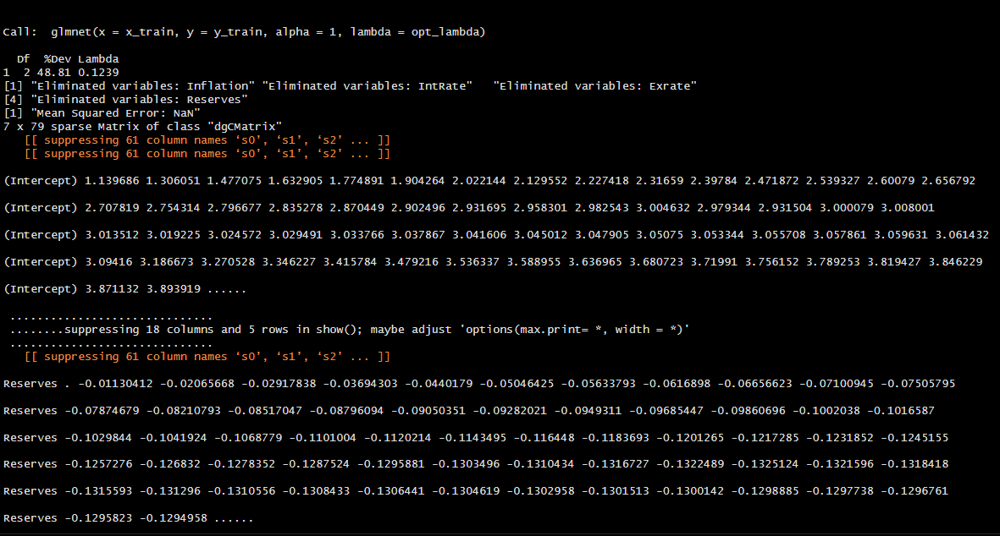 Call:  glmnet(x = x_train, y = y_train, alpha = 1, lambda = opt_lambda)
  Df  %Dev Lambda
1  2 48.81 0.1239
[1] "Eliminated variables: Inflation" "Eliminated variables: IntRate"   "Eliminated variables: Exrate"
[4] "Eliminated variables: Reserves"
[1] "Mean Squared Error: NaN"
7 x 79 sparse Matrix of class "dgCMatrix"
   [[ suppressing 61 column names ‘s0’, ‘s1’, ‘s2’ ... ]]
   [[ suppressing 61 column names ‘s0’, ‘s1’, ‘s2’ ... ]]
(Intercept) 1.139686 1.306051 1.477075 1.632905 1.774891 1.904264 2.022144 2.129552 2.227418 2.31659 2.39784 2.471872 2.539327 2.60079 2.656792
(Intercept) 2.707819 2.754314 2.796677 2.835278 2.870449 2.902496 2.931695 2.958301 2.982543 3.004632 2.979344 2.931504 3.000079 3.008001
(Intercept) 3.013512 3.019225 3.024572 3.029491 3.033766 3.037867 3.041606 3.045012 3.047905 3.05075 3.053344 3.055708 3.057861 3.059631 3.061432
(Intercept) 3.09416 3.186673 3.270528 3.346227 3.415784 3.479216 3.536337 3.588955 3.636965 3.680723 3.71991 3.756152 3.789253 3.819427 3.846229
(Intercept) 3.871132 3.893919 ......
 ..............................
 ........suppressing 18 columns and 5 rows in show(); maybe adjust 'options(max.print= *, width = *)'
 ..............................
   [[ suppressing 61 column names ‘s0’, ‘s1’, ‘s2’ ... ]]
Reserves . -0.01130412 -0.02065668 -0.02917838 -0.03694303 -0.0440179 -0.05046425 -0.05633793 -0.0616898 -0.06656623 -0.07100945 -0.07505795
Reserves -0.07874679 -0.08210793 -0.08517047 -0.08796094 -0.09050351 -0.09282021 -0.0949311 -0.09685447 -0.09860696 -0.1002038 -0.1016587
Reserves -0.1029844 -0.1041924 -0.1068779 -0.1101004 -0.1120214 -0.1143495 -0.116448 -0.1183693 -0.1201265 -0.1217285 -0.1231852 -0.1245155
Reserves -0.1257276 -0.126832 -0.1278352 -0.1287524 -0.1295881 -0.1303496 -0.1310434 -0.1316727 -0.1322489 -0.1325124 -0.1321596 -0.1318418
Reserves -0.1315593 -0.131296 -0.1310556 -0.1308433 -0.1306441 -0.1304619 -0.1302958 -0.1301513 -0.1300142 -0.1298885 -0.1297738 -0.1296761
Reserves -0.1295823 -0.1294958 ......